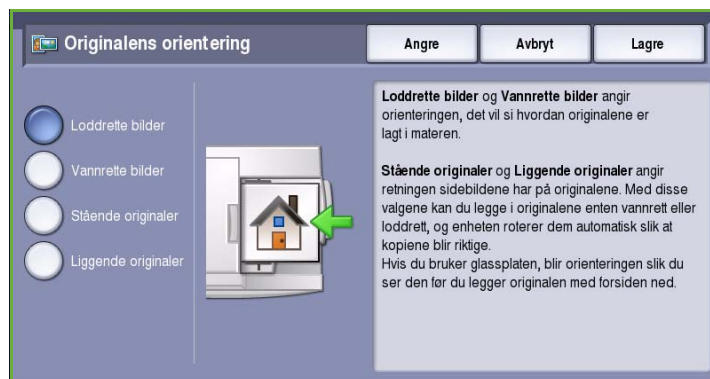 Originalens orientering
Angre
Avbryt
Lagre
Loddrette bilder
Vannrette bilder
Stående originaler
Liggende originaler
Loddrette bilder og Vannrette bilder angir
orienteringen, det vil si hvordan originalene er
lagt i materen.
Stående originaler og Liggende originaler angir
retningen sidebildene har på originalene. Med disse
valgene kan du legge i originalene enten vannrett eller
loddrett, og enheten roterer dem automatisk slik at
kopiene blir riktige.
Hvis du bruker glassplaten, blir orienteringen slik du
ser den før du legger originalen med forsiden ned.